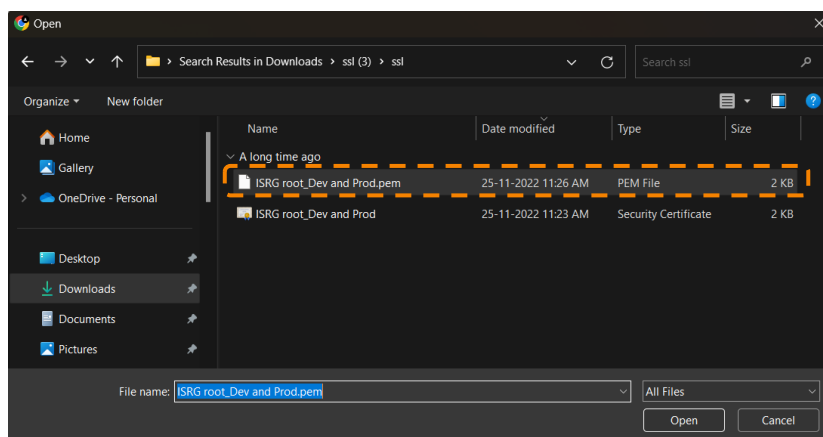 Open
Search Results in Downloads > ssl (3) > ssl
Search ssl
Organize
New folder
Name Date modified Type Size
Home
A long time ago
Gallery
ISRG root_Dev and Prod.pem 25-11-2022 11:26 AM PEM File 2 KB
OneDrive - Personal
ISRG root_Dev and Prod 25-11-2022 11:23 AM Security Certificate 2 KB
Desktop
Downloads
Documents
Pictures
File name: ISRG root_Dev and Prod.pem All Files
Open Cancel